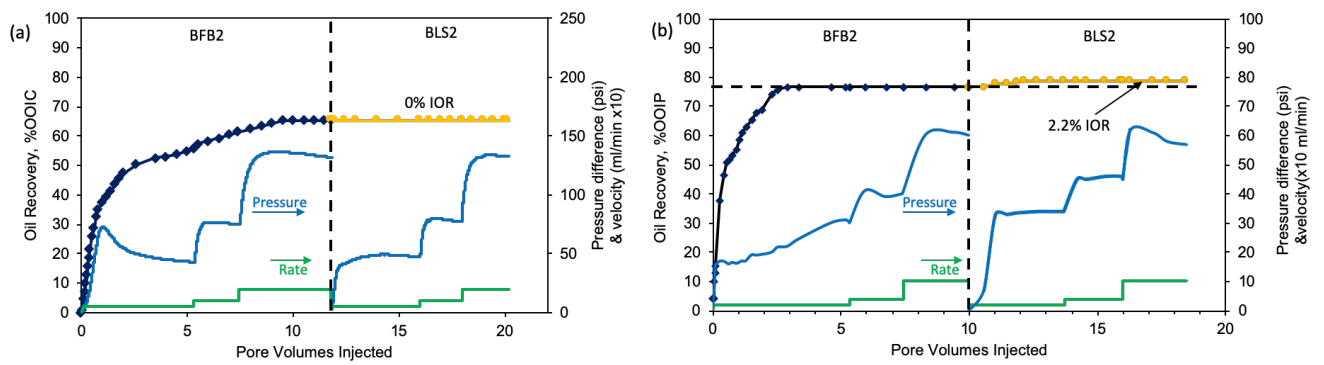 (a)
BFB2
BLS2
0% IOR
Pressure
Rate
Oil Recovery, %OOIC
100
90
80
70
60
50
40
30
20
10
0
250
200
150
100
50
0
Pressure difference (psi)
& velocity (ml/min x10)
0
5
10
15
20
Pore Volumes Injected
(b)
BFB2
BLS2
2.2% IOR
Pressure
Rate
Oil Recovery, %OOIP
100
90
80
70
60
50
40
30
20
10
0
100
90
80
70
60
50
40
30
20
10
0
Pressure difference (psi)
&velocity(x10 ml/min)
0
5
10
15
20
Pore Volumes Injected